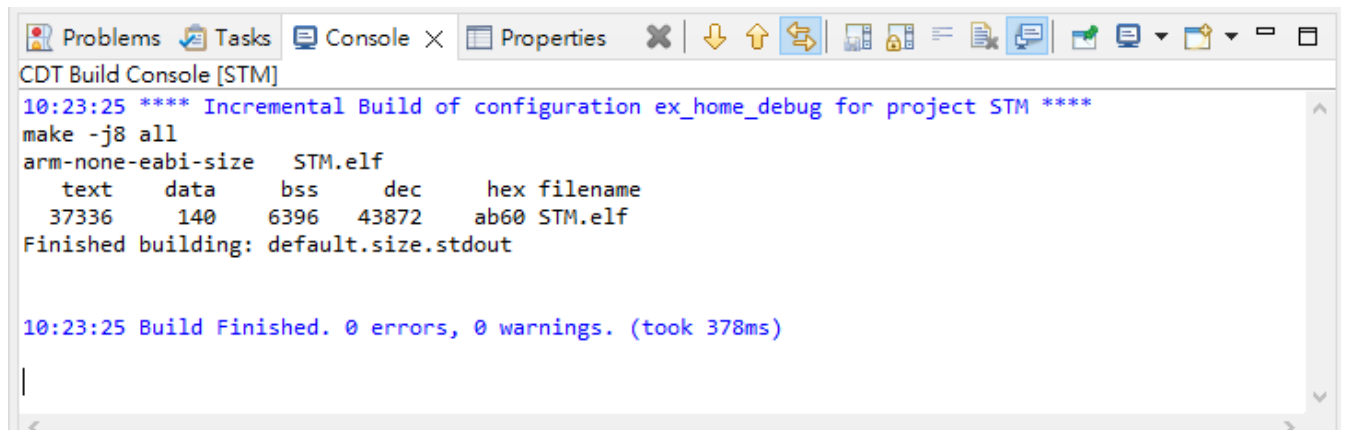 Problems Tasks Console Properties
CDT Build Console [STM]
10:23:25 **** Incremental Build of configuration ex_home_debug for project STM ****
make -j8 all
arm-none-eabi-size   STM.elf
   text    data     bss     dec     hex filename
  37336     140    6396   43872    ab60 STM.elf
Finished building: default.size.stdout
10:23:25 Build Finished. 0 errors, 0 warnings. (took 378ms)